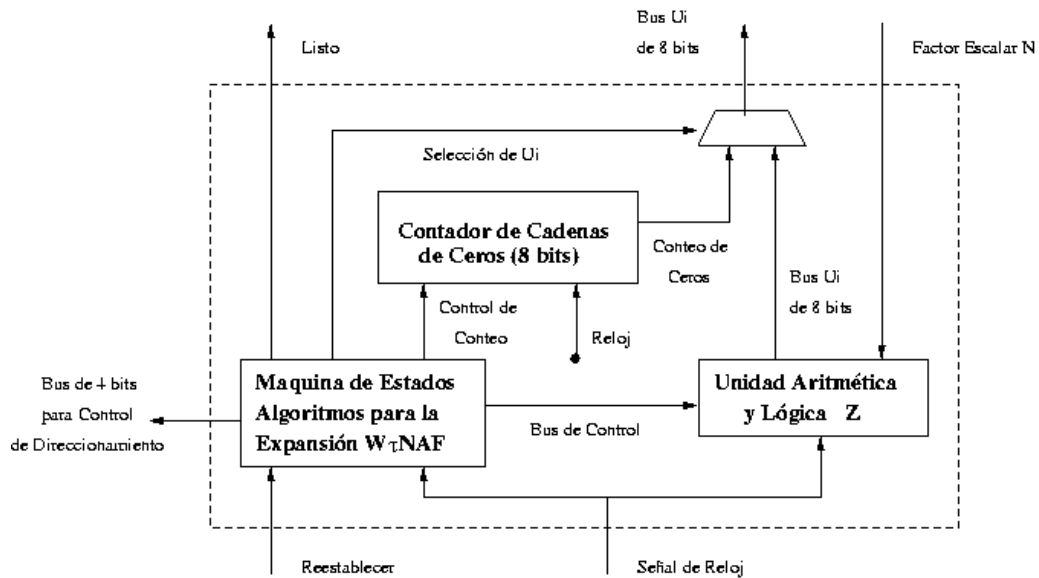 Bus Ui
de 8 bits
Listo
Factor Escalar N
Selección de Ui
Contador de Cadenas
de Ceros (8 bits)
Conteo de
Ceros
Bus Ui
de 8 bits
Control de
Conteo
Reloj
Maquina de Estados
Algoritmos para la
Expansión WτNAF
Unidad Aritmética
y Lógica Z
Bus de 4 bits
para Control
de Direccionamiento
Bus de Control
Reestablecer
Señal de Reloj